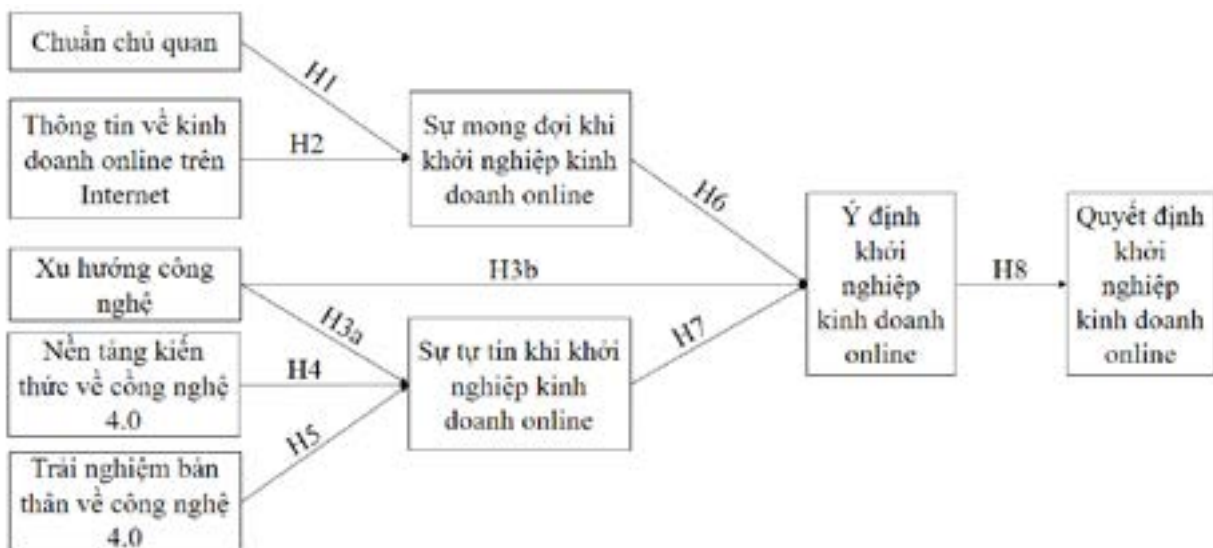 Chuẩn chủ quan
H1
Thông tin về kinh
doanh online trên
Internet
H2
Sự mong đợi khi
khởi nghiệp kinh
doanh online
H6
Xu hướng công
nghệ
H3b
H3a
Nền tảng kiến
thức về công nghệ
4.0
H4
Sự tự tin khi khởi
nghiệp kinh
doanh online
H7
H5
Trải nghiệm bản
thân về công nghệ
4.0
Ý định
khởi
nghiệp
kinh doanh
online
H8
Quyết định
khởi
nghiệp
kinh doanh
online